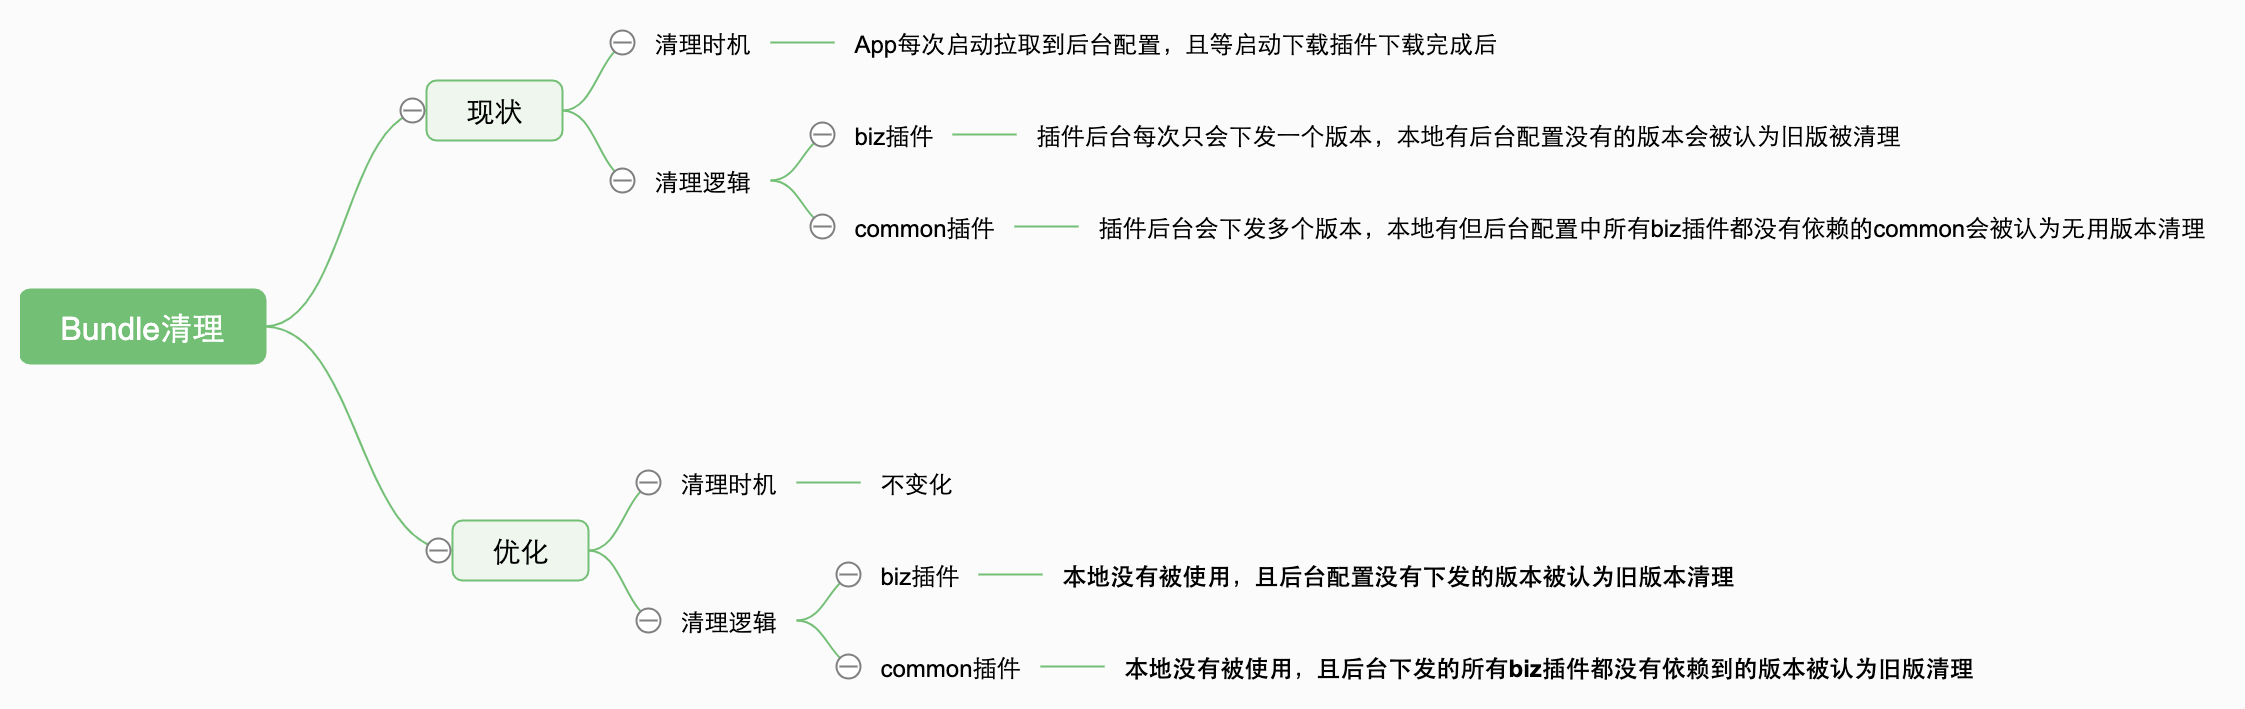 Bundle清理
现状
清理时机
App每次启动拉取到后台配置，且等启动下载插件下载完成后
清理逻辑
biz插件
插件后台每次只会下发一个版本，本地有后台配置没有的版本会被认为旧版被清理
common插件
插件后台会下发多个版本，本地有但后台配置中所有biz插件都没有依赖的common会被认为无用版本清理
优化
清理时机
不变化
清理逻辑
biz插件
本地没有被使用，且后台配置没有下发的版本被认为旧版本清理
common插件
本地没有被使用，且后台下发的所有biz插件都没有依赖到的版本被认为旧版清理